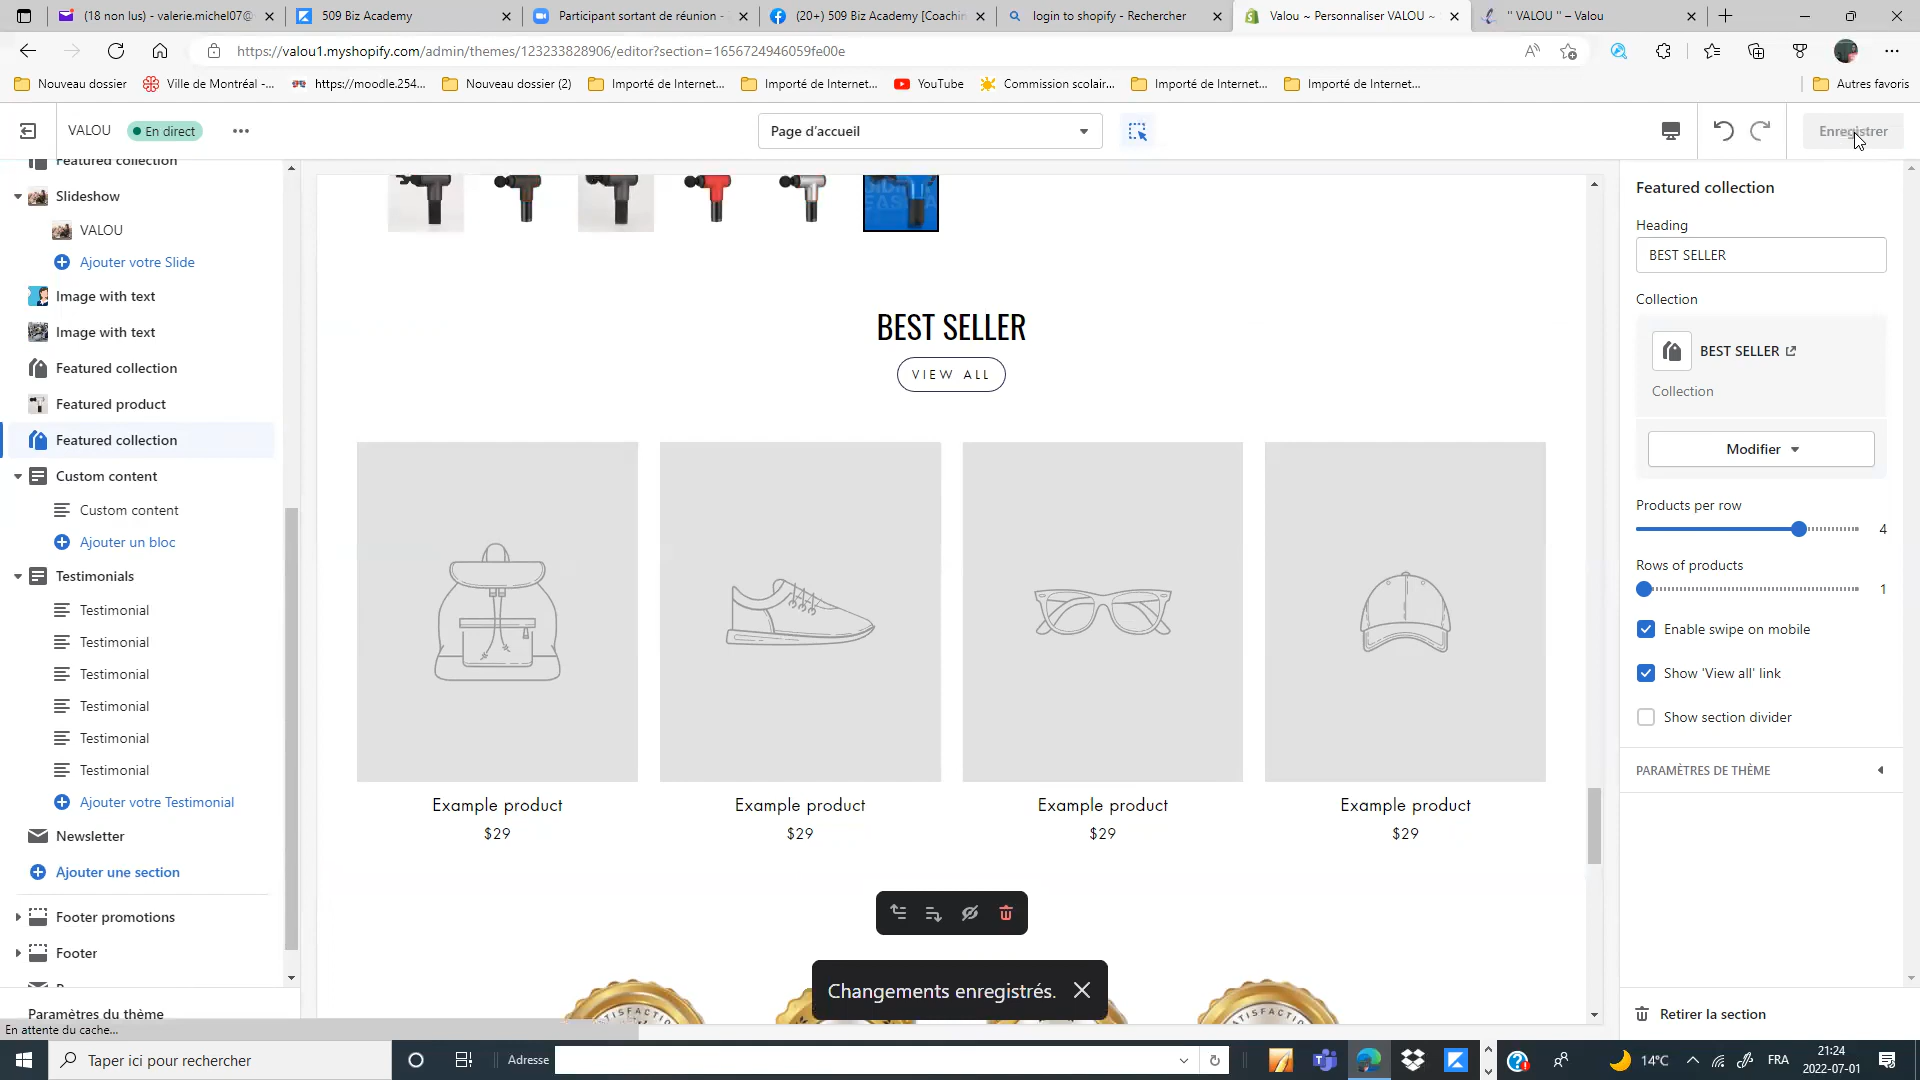 (18 non lus) - valerie.michel07@
509 Biz Academy
Participant sortant de réunion -
(20+) 509 Biz Academy [Coachin
login to shopify - Rechercher
Valou ~ Personnaliser VALOU ~
" VALOU " – Valou
https://valou1.myshopify.com/admin/themes/123233828906/editor?section=1656724946059fe00e
Nouveau dossier
Ville de Montréal -...
https://moodle.254...
Nouveau dossier (2)
Importé de Internet...
Importé de Internet...
YouTube
Commission scolair...
Importé de Internet...
Importé de Internet...
Autres favoris
VALOU
En direct
Page d'accueil
Enregistrer
Featured collection
Slideshow
VALOU
Ajouter votre Slide
Image with text
Image with text
Featured collection
Featured product
Featured collection
Custom content
Custom content
Ajouter un bloc
Testimonials
Testimonial
Testimonial
Testimonial
Testimonial
Testimonial
Testimonial
Ajouter votre Testimonial
Newsletter
Ajouter une section
Footer promotions
Footer
Paramètres du thème
En attente du cache...
BEST SELLER
VIEW ALL
Example product
$29
Example product
$29
Example product
$29
Example product
$29
Changements enregistrés.
Featured collection
Heading
BEST SELLER
Collection
BEST SELLER
Collection
Modifier
Products per row
4
Rows of products
1
Enable swipe on mobile
Show 'View all' link
Show section divider
PARAMÈTRES DE THÈME
Retirer la section
Taper ici pour rechercher
Adresse
14°C
FRA
21:24
2022-07-01